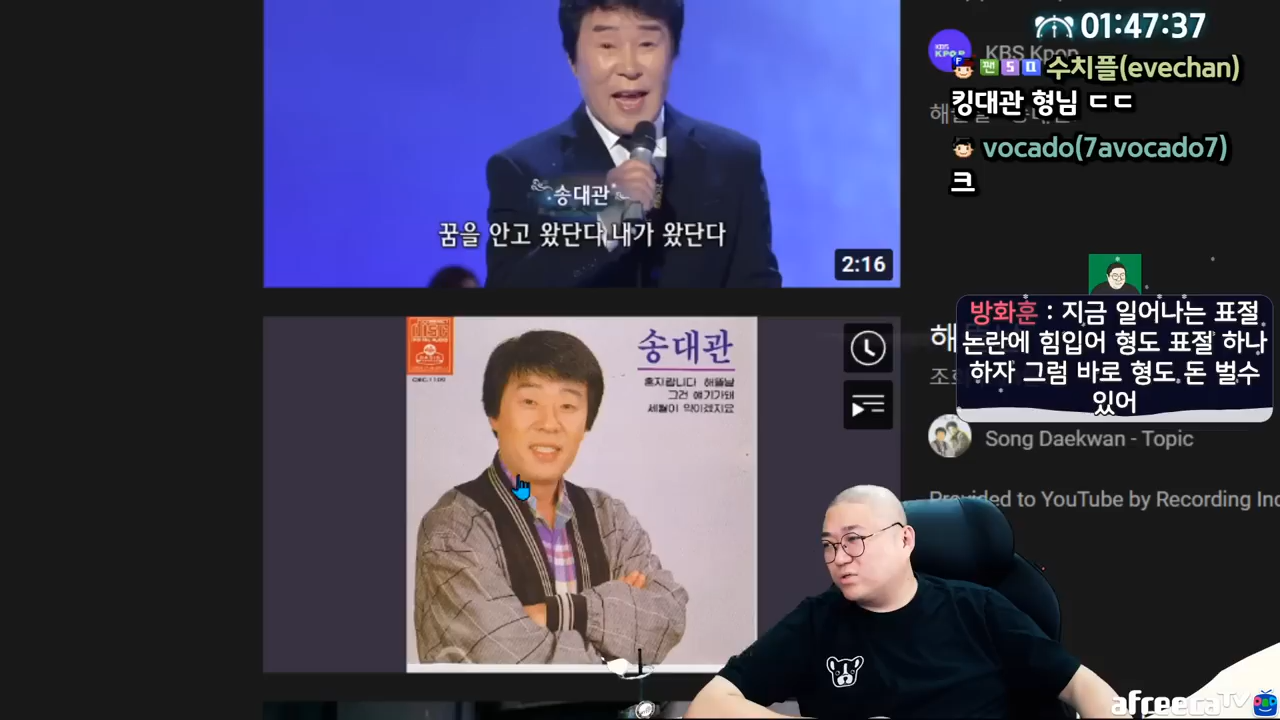 01:47:37
KBS Kpop
수치플(evechan)
킹대관 형님 ㄷㄷ
vocado(7avocado7)
크
송대관
꿈을 안고 왔단다 내가 왔단다
2:16
송대관
혼자랍니다 해뜰날
그런 얘기가돼
세월이 약이겠지요
방화훈 : 지금 일어나는 표절
논란에 힘입어 형도 표절 하나
하자 그럼 바로 형도 돈 벌수
있어
Song Daekwan - Topic
Provided to YouTube by Recording
afreecaTV